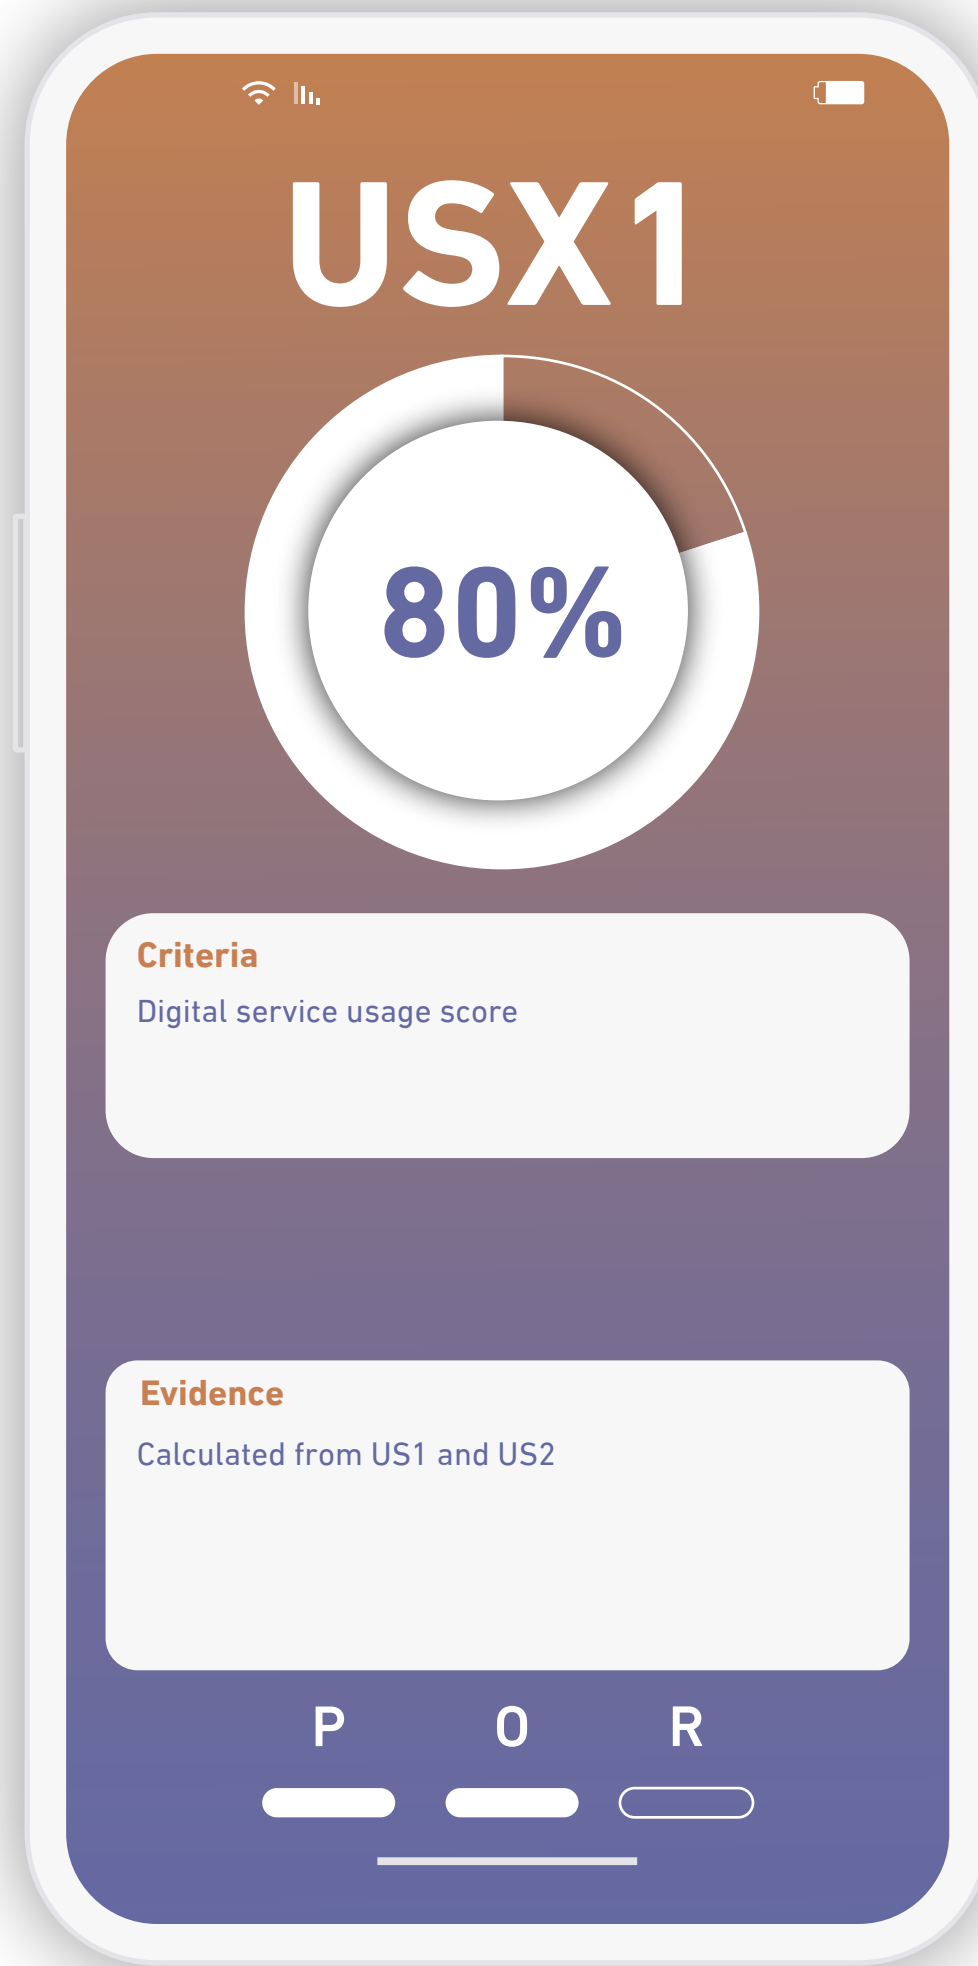 USX1
80%
Criteria
Digital service usage score
Evidence
Calculated from US1 and US2
P O R